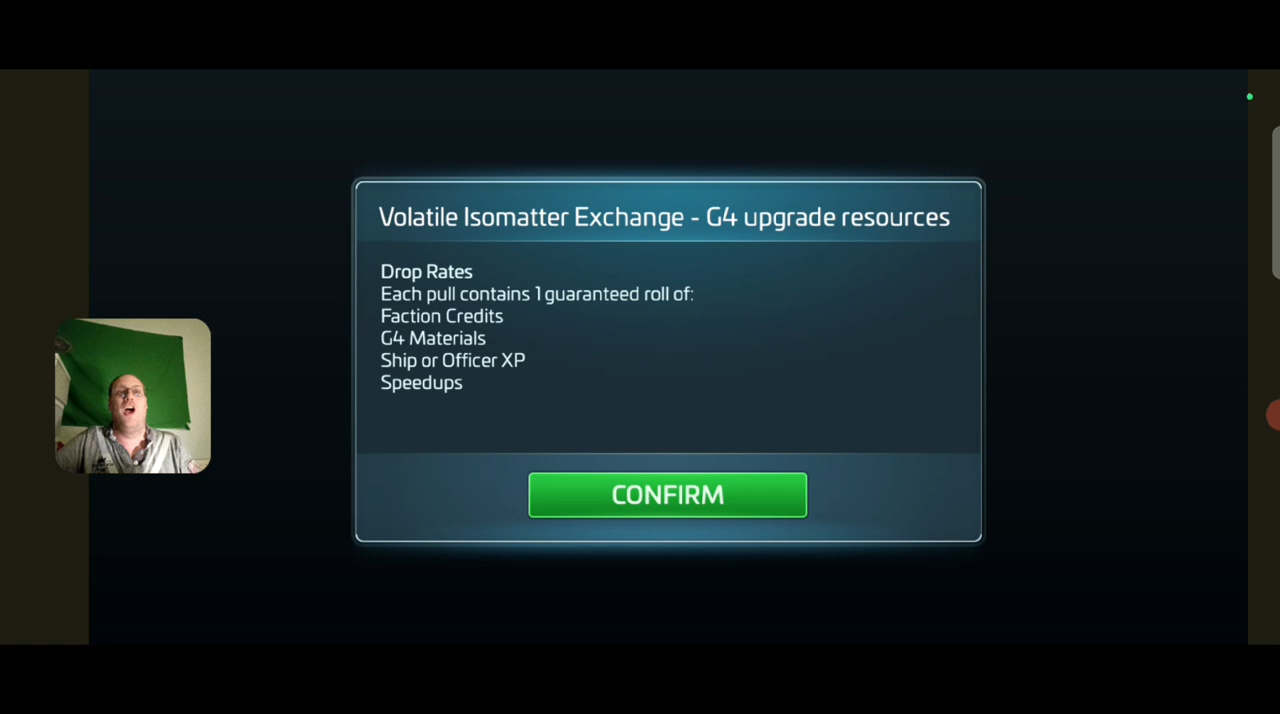 Volatile Isomatter Exchange - G4 upgrade resources
Drop Rates
Each pull contains 1 guaranteed roll of:
Faction Credits
G4 Materials
Ship or Officer XP
Speedups
CONFIRM